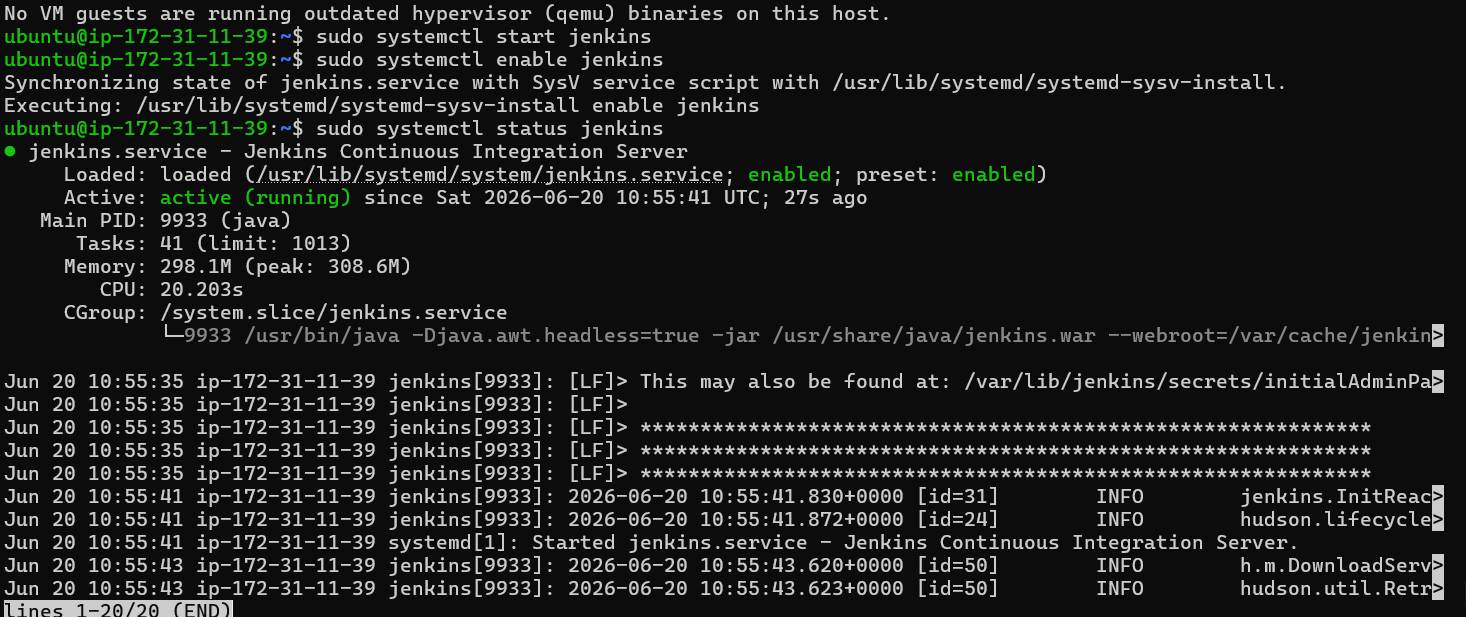 No VM guests are running outdated hypervisor (qemu) binaries on this host.
ubuntu@ip-172-31-11-39:~$ sudo systemctl start jenkins
ubuntu@ip-172-31-11-39:~$ sudo systemctl enable jenkins
Synchronizing state of jenkins.service with SysV service script with /usr/lib/systemd/systemd-sysv-install.
Executing: /usr/lib/systemd/systemd-sysv-install enable jenkins
ubuntu@ip-172-31-11-39:~$ sudo systemctl status jenkins
● jenkins.service - Jenkins Continuous Integration Server
     Loaded: loaded (/usr/lib/systemd/system/jenkins.service; enabled; preset: enabled)
     Active: active (running) since Sat 2026-06-20 10:55:41 UTC; 27s ago
   Main PID: 9933 (java)
      Tasks: 41 (limit: 1013)
     Memory: 298.1M (peak: 308.6M)
        CPU: 20.203s
     CGroup: /system.slice/jenkins.service
             └─9933 /usr/bin/java -Djava.awt.headless=true -jar /usr/share/java/jenkins.war --webroot=/var/cache/jenkin>

Jun 20 10:55:35 ip-172-31-11-39 jenkins[9933]: [LF]> This may also be found at: /var/lib/jenkins/secrets/initialAdminPa>
Jun 20 10:55:35 ip-172-31-11-39 jenkins[9933]: [LF]>
Jun 20 10:55:35 ip-172-31-11-39 jenkins[9933]: [LF]> *************************************************************
Jun 20 10:55:35 ip-172-31-11-39 jenkins[9933]: [LF]> *************************************************************
Jun 20 10:55:35 ip-172-31-11-39 jenkins[9933]: [LF]> *************************************************************
Jun 20 10:55:41 ip-172-31-11-39 jenkins[9933]: 2026-06-20 10:55:41.830+0000 [id=31]        INFO        jenkins.InitReac>
Jun 20 10:55:41 ip-172-31-11-39 jenkins[9933]: 2026-06-20 10:55:41.872+0000 [id=24]        INFO        hudson.lifecycle>
Jun 20 10:55:41 ip-172-31-11-39 systemd[1]: Started jenkins.service - Jenkins Continuous Integration Server.
Jun 20 10:55:43 ip-172-31-11-39 jenkins[9933]: 2026-06-20 10:55:43.620+0000 [id=50]        INFO        h.m.DownloadServ>
Jun 20 10:55:43 ip-172-31-11-39 jenkins[9933]: 2026-06-20 10:55:43.623+0000 [id=50]        INFO        hudson.util.Retr>
lines 1-20/20 (END)